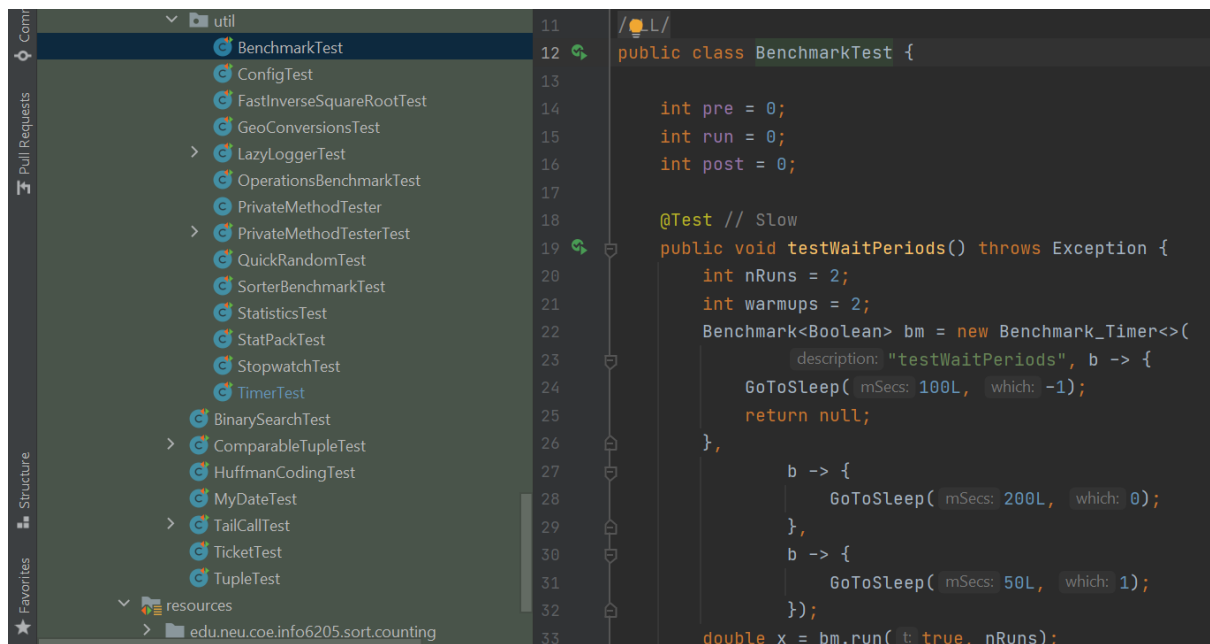 Pull Requests
Structure
Favorites
util
BenchmarkTest
ConfigTest
FastInverseSquareRootTest
GeoConversionsTest
LazyLoggerTest
OperationsBenchmarkTest
PrivateMethodTester
PrivateMethodTesterTest
QuickRandomTest
SorterBenchmarkTest
StatisticsTest
StatPackTest
StopwatchTest
TimerTest
BinarySearchTest
ComparableTupleTest
HuffmanCodingTest
MyDateTest
TailCallTest
TicketTest
TupleTest
resources
edu.neu.coe.info6205.sort.counting
11
12 public class BenchmarkTest {
13
14 int pre = 0;
15 int run = 0;
16 int post = 0;
17
18 @Test // Slow
19 public void testWaitPeriods() throws Exception {
20 int nRuns = 2;
21 int warmups = 2;
22 Benchmark<Boolean> bm = new Benchmark_Timer<>(
23 description: "testWaitPeriods", b -> {
24 GoToSleep( mSecs: 100L, which: -1);
25 return null;
26 },
27 b -> {
28 GoToSleep( mSecs: 200L, which: 0);
29 },
30 b -> {
31 GoToSleep( mSecs: 50L, which: 1);
32 });
33 double x = bm.run( t: true, nRuns);